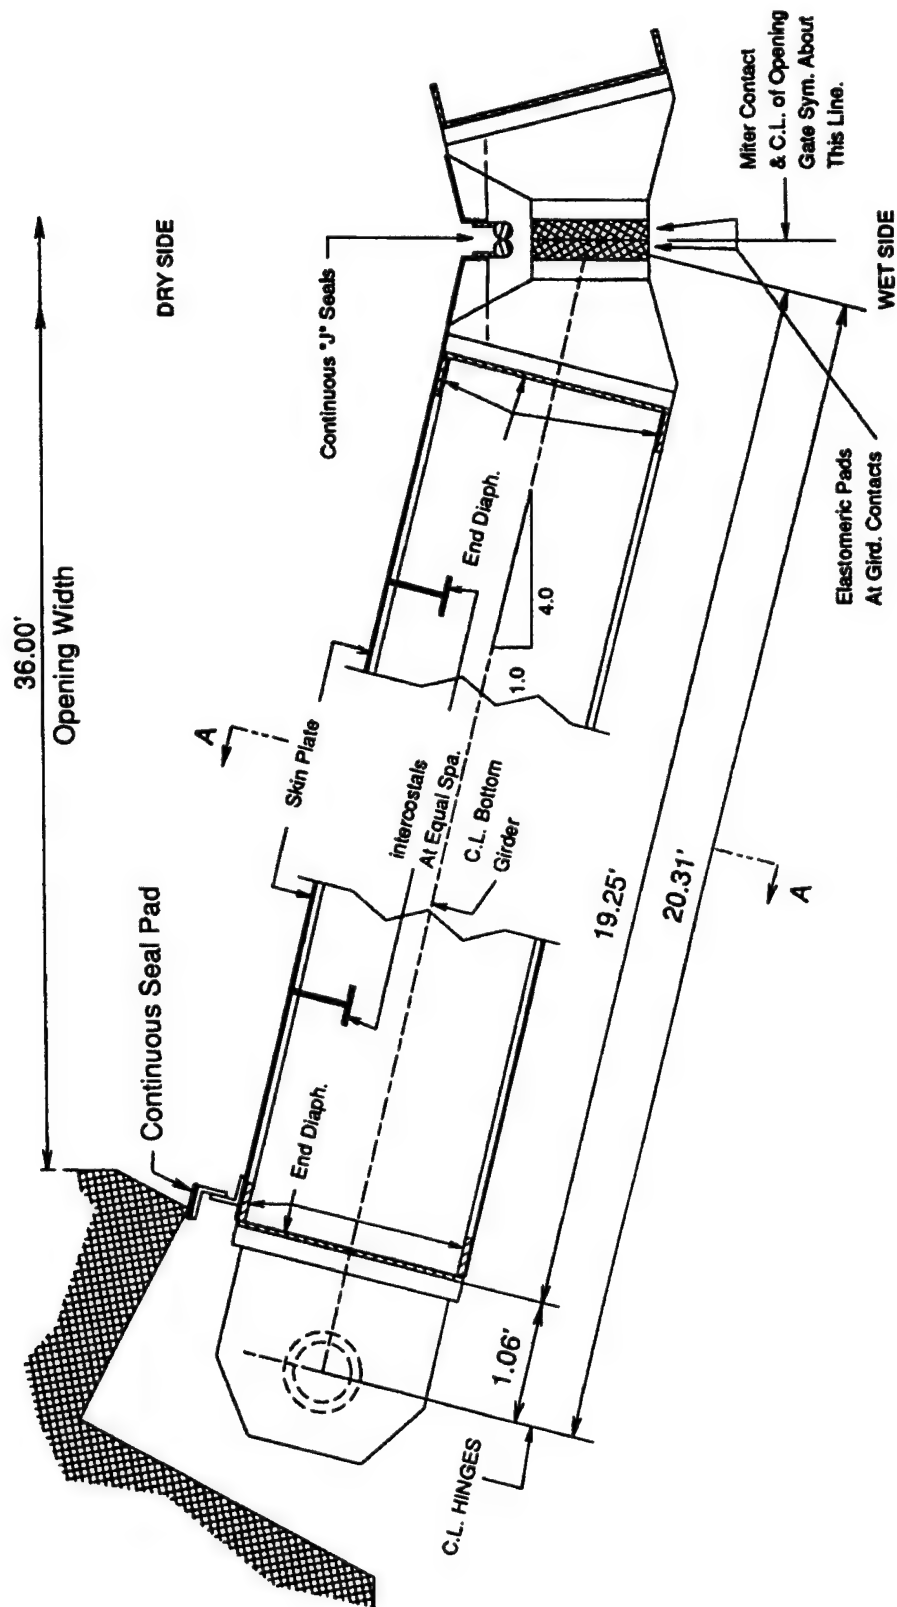 36.00'
Opening Width
DRY SIDE
Continuous "J" Seals
Miter Contact
& C.L. of Opening
Gate Sym. About
This Line.
WET SIDE
Elastomeric Pads
At Gird. Contacts
End Diaph.
4.0
1.0
A
Skin Plate
intercostals
At Equal Spa.
C.L. Bottom
Girder
A
19.25'
20.31'
Continuous Seal Pad
End Diaph.
1.06'
C.L. HINGES